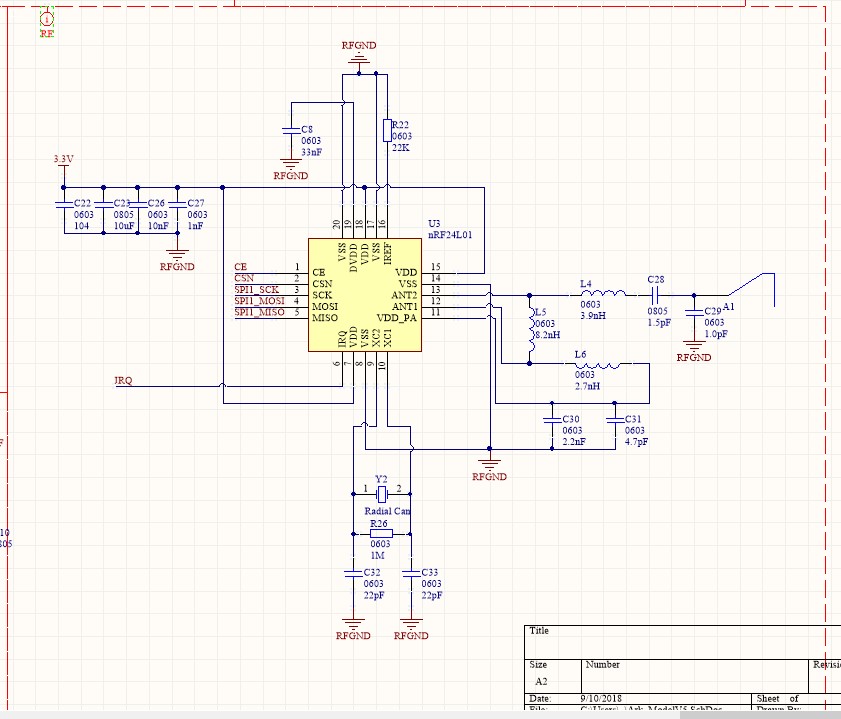 1
RF
RFGND
C8
0603
33nF
RFGND
R22
0603
22K
3.3V
C22
0603
104
C23
0805
10uF
C26
0603
10nF
C27
0603
1nF
RFGND
U3
nRF24L01
20
19
18
17
16
VSS
DVDD
VDD
VSS
IREF
CE
CSN
SPI1_SCK
SPI1_MOSI
SPI1_MISO
1
2
3
4
5
CE
CSN
SCK
MOSI
MISO
VDD
VSS
ANT2
ANT1
VDD_PA
15
14
13
12
11
IRQ
VDD
VSS
XC2
XC1
6
7
8
9
10
IRQ
L4
0603
3.9nH
C28
0805
1.5pF
C29
0603
1.0pF
RFGND
A1
L5
0603
8.2nH
L6
0603
2.7nH
C30
0603
2.2nF
C31
0603
4.7pF
RFGND
Y2
1 2
Radial Can
R26
0603
1M
C32
0603
22pF
C33
0603
22pF
RFGND
RFGND
10
805
Title
Size
A2
Number
Revisi
Date: 9/10/2018
Sheet of
File:
Drawn By: